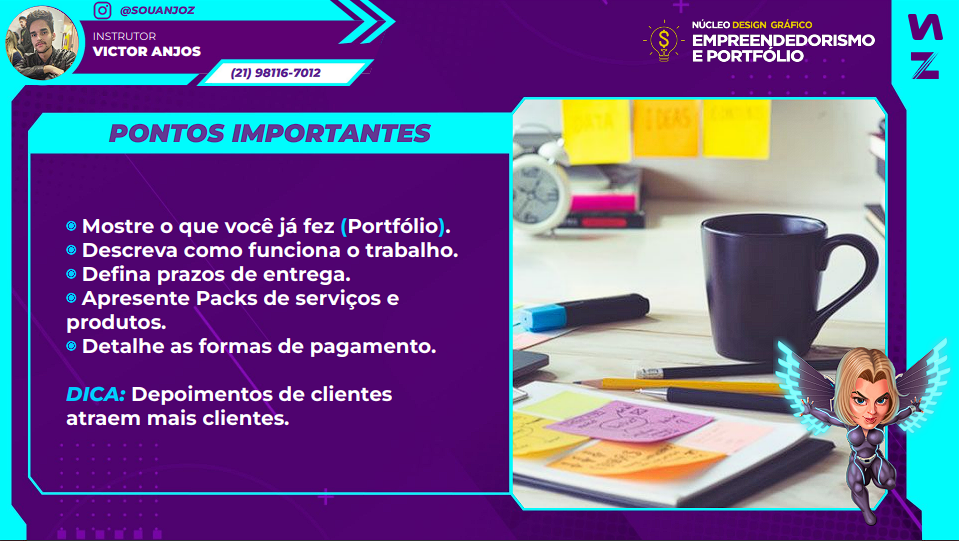 @SOUANJOZ
INSTRUTOR
VICTOR ANJOS
(21) 98116-7012
NÚCLEO DESIGN GRÁFICO
EMPREENDEDORISMO
E PORTFÓLIO
PONTOS IMPORTANTES
Mostre o que você já fez (Portfólio).
Descreva como funciona o trabalho.
Defina prazos de entrega.
Apresente Packs de serviços e
produtos.
Detalhe as formas de pagamento.
DICA: Depoimentos de clientes
atraem mais clientes.
DATA
IDEAS